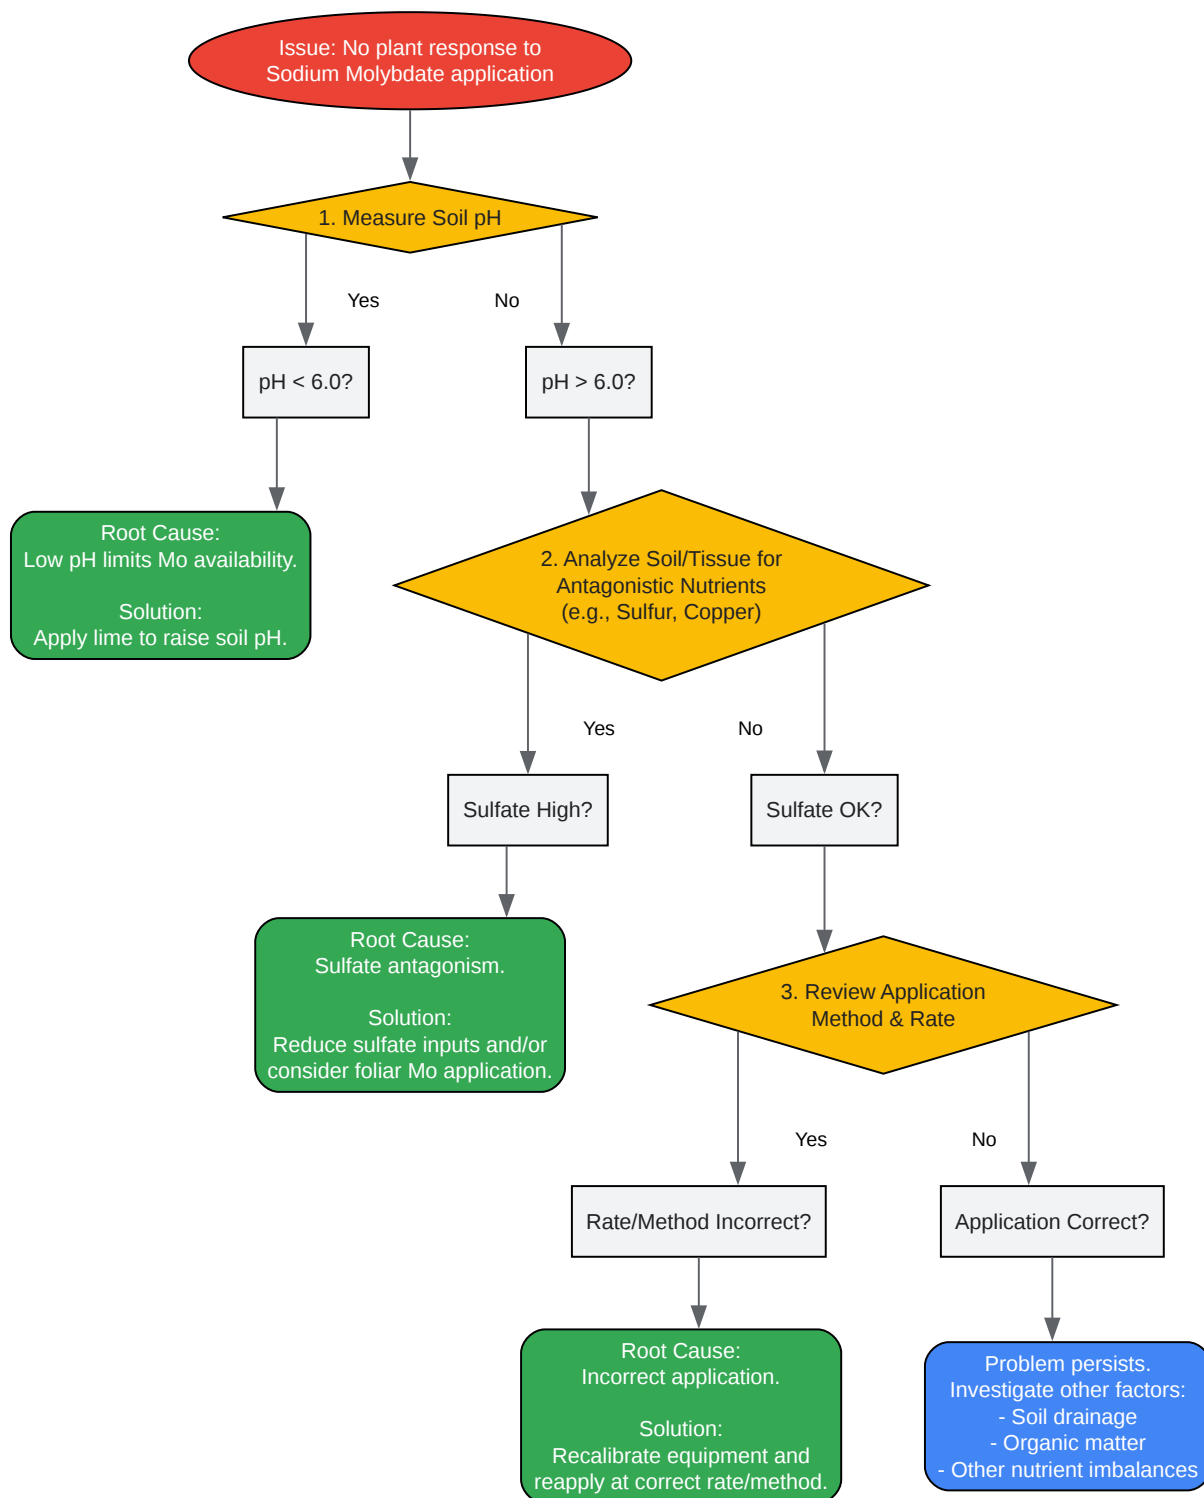 Issue: No plant response to
Sodium Molybdate application
1. Measure Soil pH
Yes
No
pH < 6.0?
pH > 6.0?
Root Cause:
Low pH limits Mo availability.
Solution:
Apply lime to raise soil pH.
2. Analyze Soil/Tissue for
Antagonistic Nutrients
(e.g., Sulfur, Copper)
Yes
No
Sulfate High?
Sulfate OK?
Root Cause:
Sulfate antagonism.
Solution:
Reduce sulfate inputs and/or
consider foliar Mo application.
3. Review Application
Method & Rate
Yes
No
Rate/Method Incorrect?
Application Correct?
Root Cause:
Incorrect application.
Solution:
Recalibrate equipment and
reapply at correct rate/method.
Problem persists.
Investigate other factors:
- Soil drainage
- Organic matter
- Other nutrient imbalances